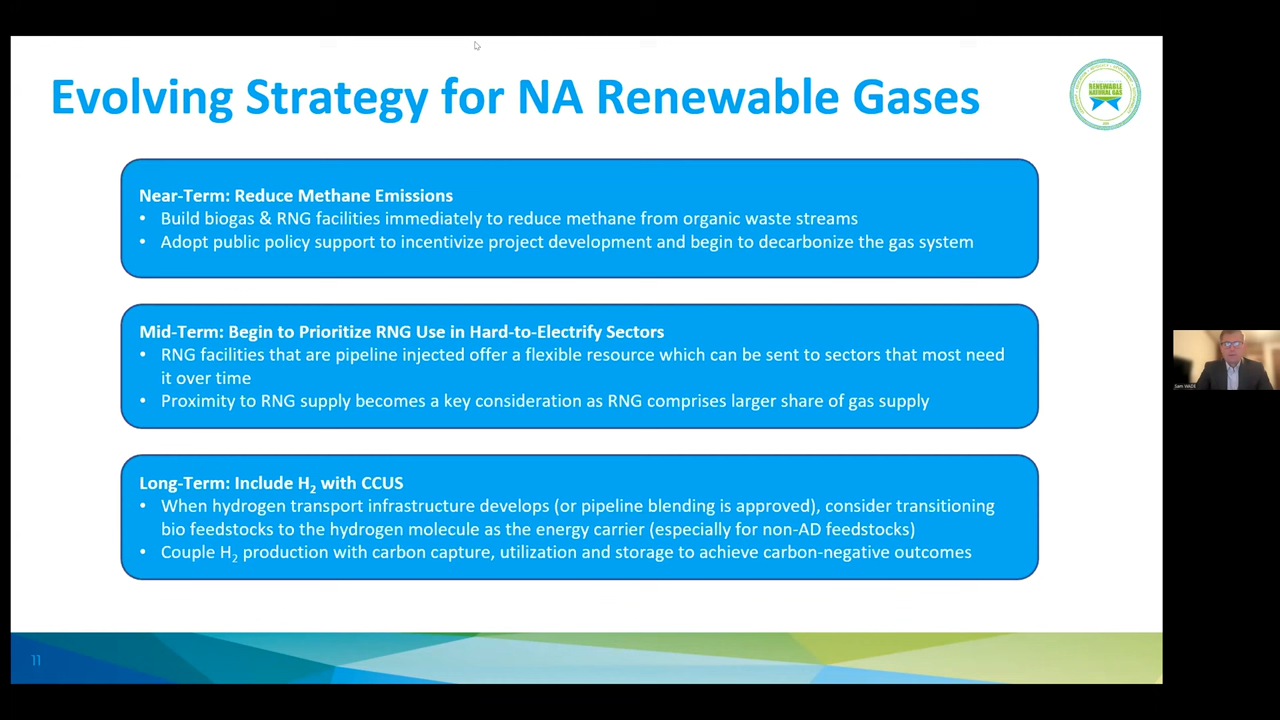 Evolving Strategy for NA Renewable Gases
RENEWABLE
NATURAL GAS
Near-Term: Reduce Methane Emissions
• Build biogas & RNG facilities immediately to reduce methane from organic waste streams
• Adopt public policy support to incentivize project development and begin to decarbonize the gas system
Mid-Term: Begin to Prioritize RNG Use in Hard-to-Electrify Sectors
• RNG facilities that are pipeline injected offer a flexible resource which can be sent to sectors that most need
it over time
• Proximity to RNG supply becomes a key consideration as RNG comprises larger share of gas supply
Long-Term: Include H₂ with CCUS
• When hydrogen transport infrastructure develops (or pipeline blending is approved), consider transitioning
bio feedstocks to the hydrogen molecule as the energy carrier (especially for non-AD feedstocks)
• Couple H₂ production with carbon capture, utilization and storage to achieve carbon-negative outcomes
Sam WADE
11